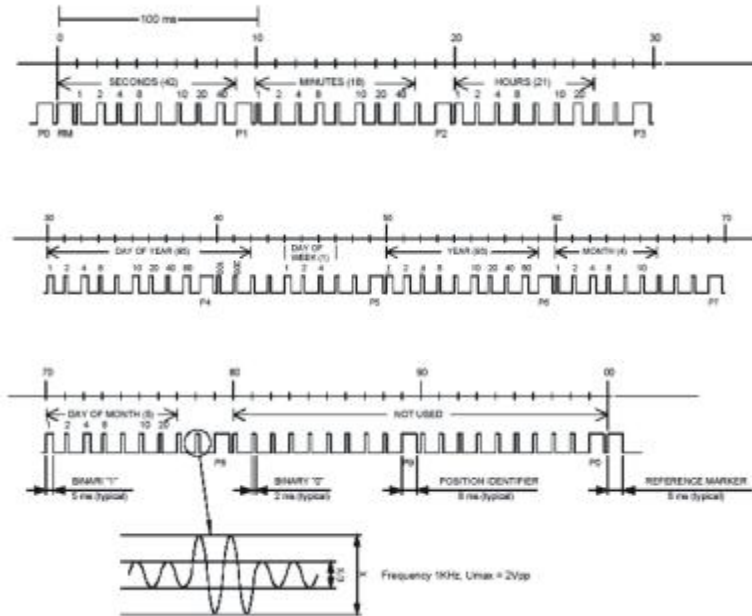 100 ms
0 10 20 30
SECONDS (42) MINUTES (18) HOURS (21)
1 2 4 8 10 20 40 1 2 4 8 10 20 40 1 2 4 8 10 20
P0 RM P1 P2 P3
30 40 50 60 70
DAY OF YEAR (95) DAY OF WEEK (1) YEAR (95) MONTH (4)
1 2 4 8 10 20 40 80 1 2 4 1 2 4 8 10 20 40 80 1 2 4 8 10
P4 P5 P6 P7
70 80 90 00
DAY OF MONTH (5) NOT USED
1 2 4 8 10 20
P8 P9 P0
BINARI "1" BINARY "0" POSITION IDENTIFIER REFERENCE MARKER
5 ms (typical) 2 ms (typical) 8 ms (typical) 8 ms (typical)
Frequency 1KHz, Umax = 2Vpp